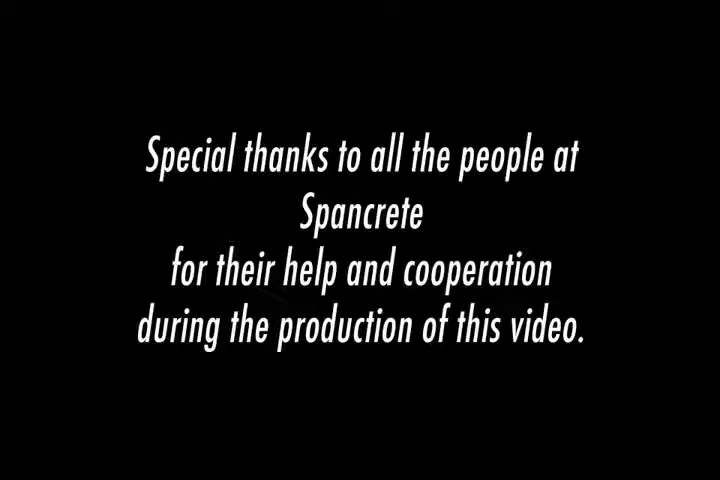 Special thanks to all the people at
Spancrete
for their help and cooperation
during the production of this video.